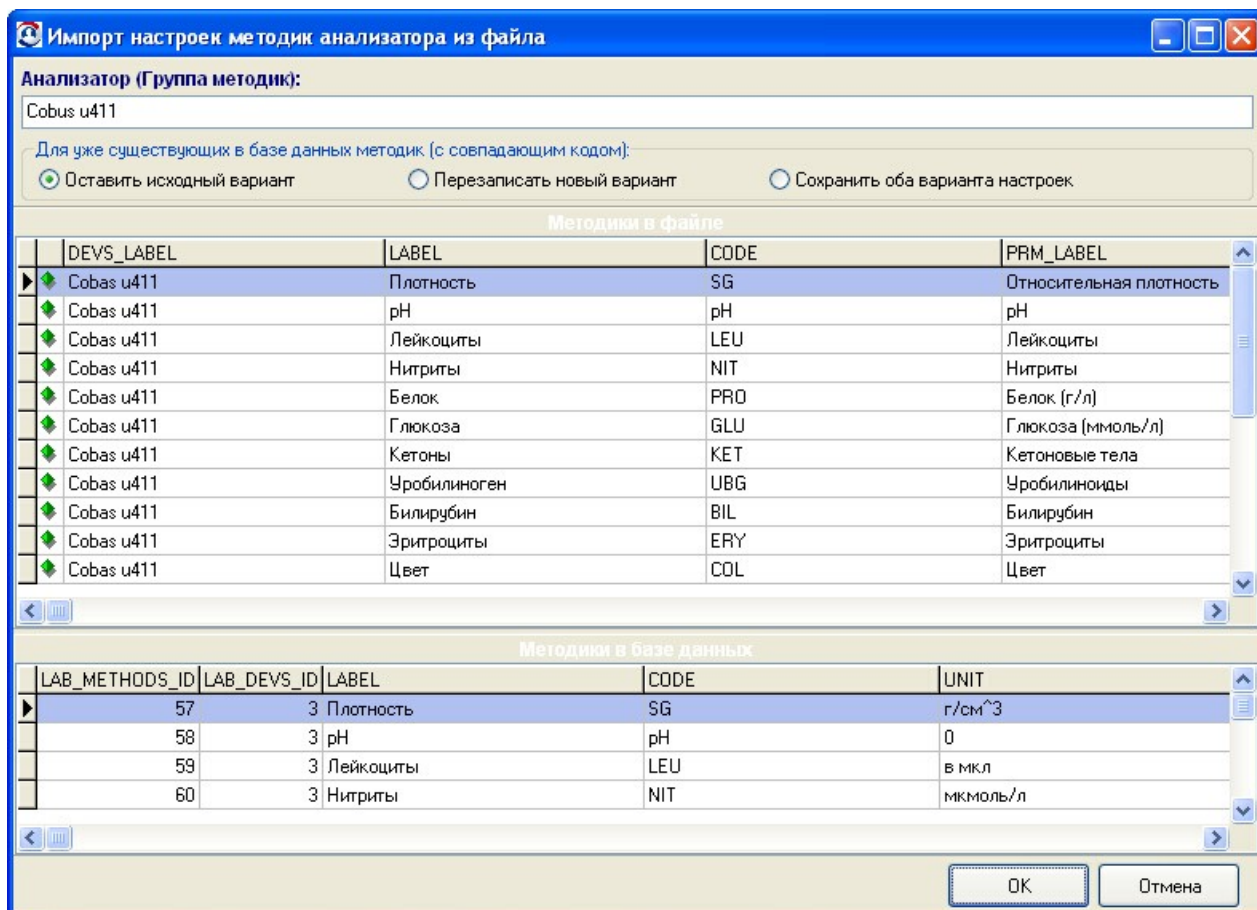 Импорт настроек методик анализатора из файла
Анализатор (Группа методик):
Cobus u411
Для уже существующих в базе данных методик (с совпадающим кодом):
Оставить исходный вариант Перезаписать новый вариант Сохранить оба варианта настроек
Методики в файле
DEVS_LABEL LABEL CODE PRM_LABEL
Cobas u411 Плотность SG Относительная плотность
Cobas u411 pH pH pH
Cobas u411 Лейкоциты LEU Лейкоциты
Cobas u411 Нитриты NIT Нитриты
Cobas u411 Белок PRO Белок (г/л)
Cobas u411 Глюкоза GLU Глюкоза (ммоль/л)
Cobas u411 Кетоны KET Кетоновые тела
Cobas u411 Уробилиноген UBG Уробилиноиды
Cobas u411 Билирубин BIL Билирубин
Cobas u411 Эритроциты ERY Эритроциты
Cobas u411 Цвет COL Цвет
Методики в базе данных
LAB_METHODS_ID LAB_DEVS_ID LABEL CODE UNIT
57 3 Плотность SG г/см^3
58 3 pH pH 0
59 3 Лейкоциты LEU в мкл
60 3 Нитриты NIT мкмоль/л
OK Отмена